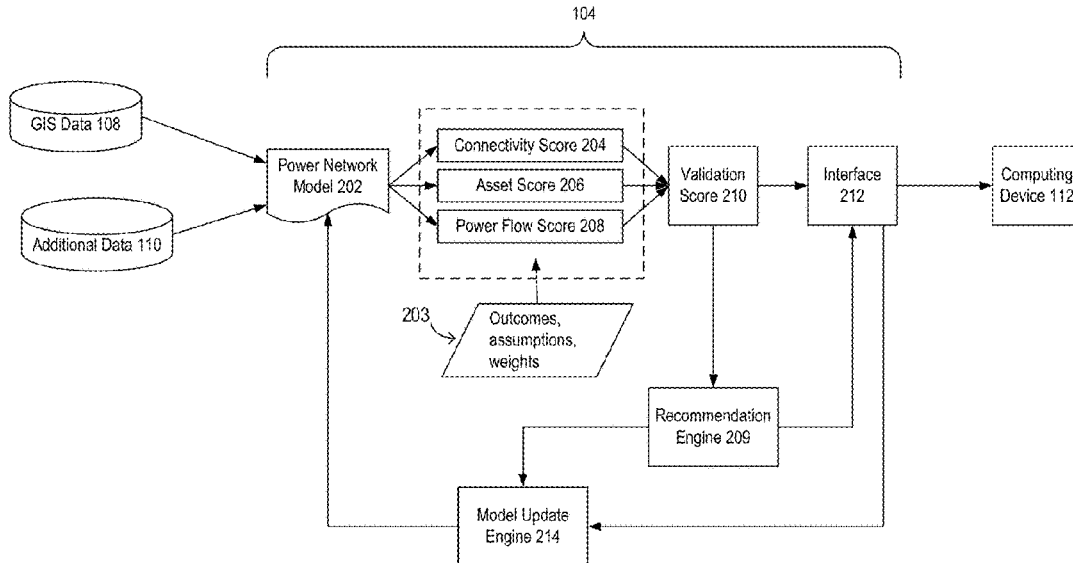 104
GIS Data 108
Additional Data 110
Power Network
Model 202
Connectivity Score 204
Asset Score 206
Power Flow Score 208
Validation
Score 210
Interface
212
Computing
Device 112
203
Outcomes,
assumptions,
weights
Recommendation
Engine 209
Model Update
Engine 214